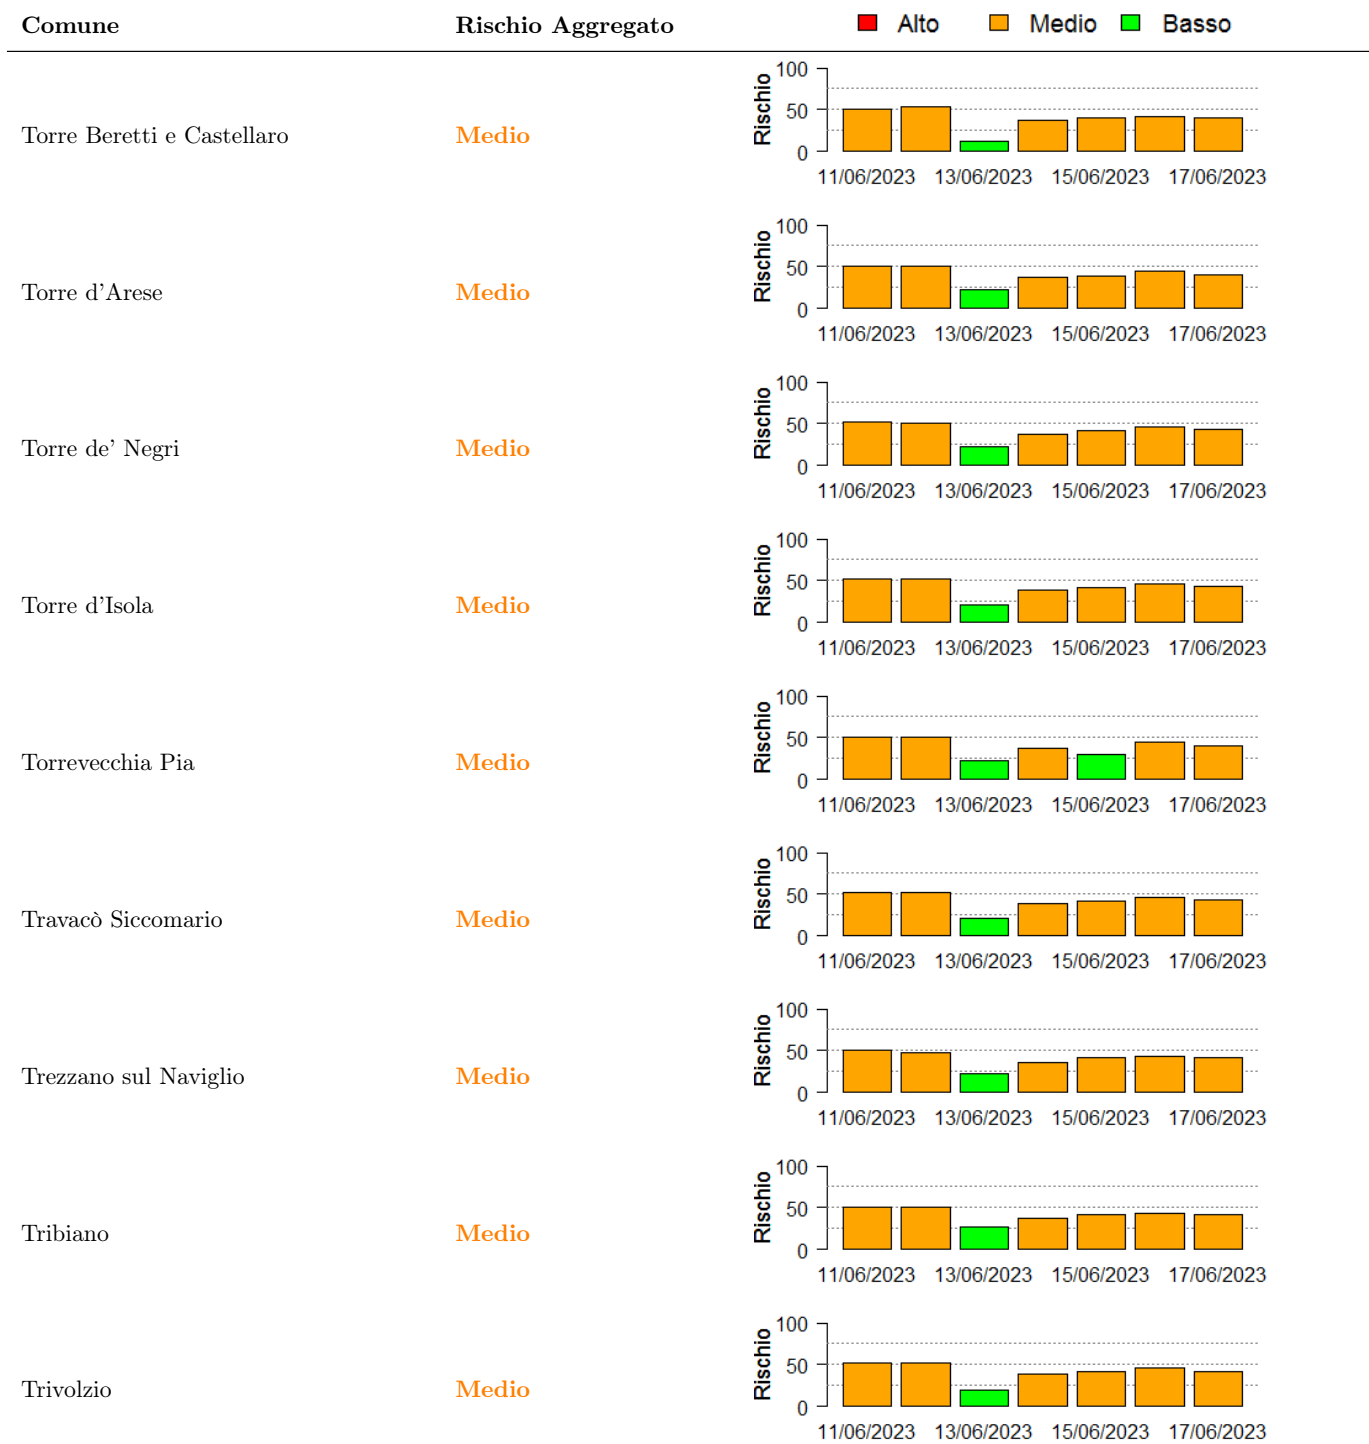 Comune Rischio Aggregato Alto Medio Basso
Torre Beretti e Castellaro Medio
Rischio
100
50
0
11/06/2023 13/06/2023 15/06/2023 17/06/2023
Torre d'Arese Medio
Rischio
100
50
0
11/06/2023 13/06/2023 15/06/2023 17/06/2023
Torre de' Negri Medio
Rischio
100
50
0
11/06/2023 13/06/2023 15/06/2023 17/06/2023
Torre d'Isola Medio
Rischio
100
50
0
11/06/2023 13/06/2023 15/06/2023 17/06/2023
Torrevecchia Pia Medio
Rischio
100
50
0
11/06/2023 13/06/2023 15/06/2023 17/06/2023
Travacò Siccomario Medio
Rischio
100
50
0
11/06/2023 13/06/2023 15/06/2023 17/06/2023
Trezzano sul Naviglio Medio
Rischio
100
50
0
11/06/2023 13/06/2023 15/06/2023 17/06/2023
Tribiano Medio
Rischio
100
50
0
11/06/2023 13/06/2023 15/06/2023 17/06/2023
Trivolzio Medio
Rischio
100
50
0
11/06/2023 13/06/2023 15/06/2023 17/06/2023